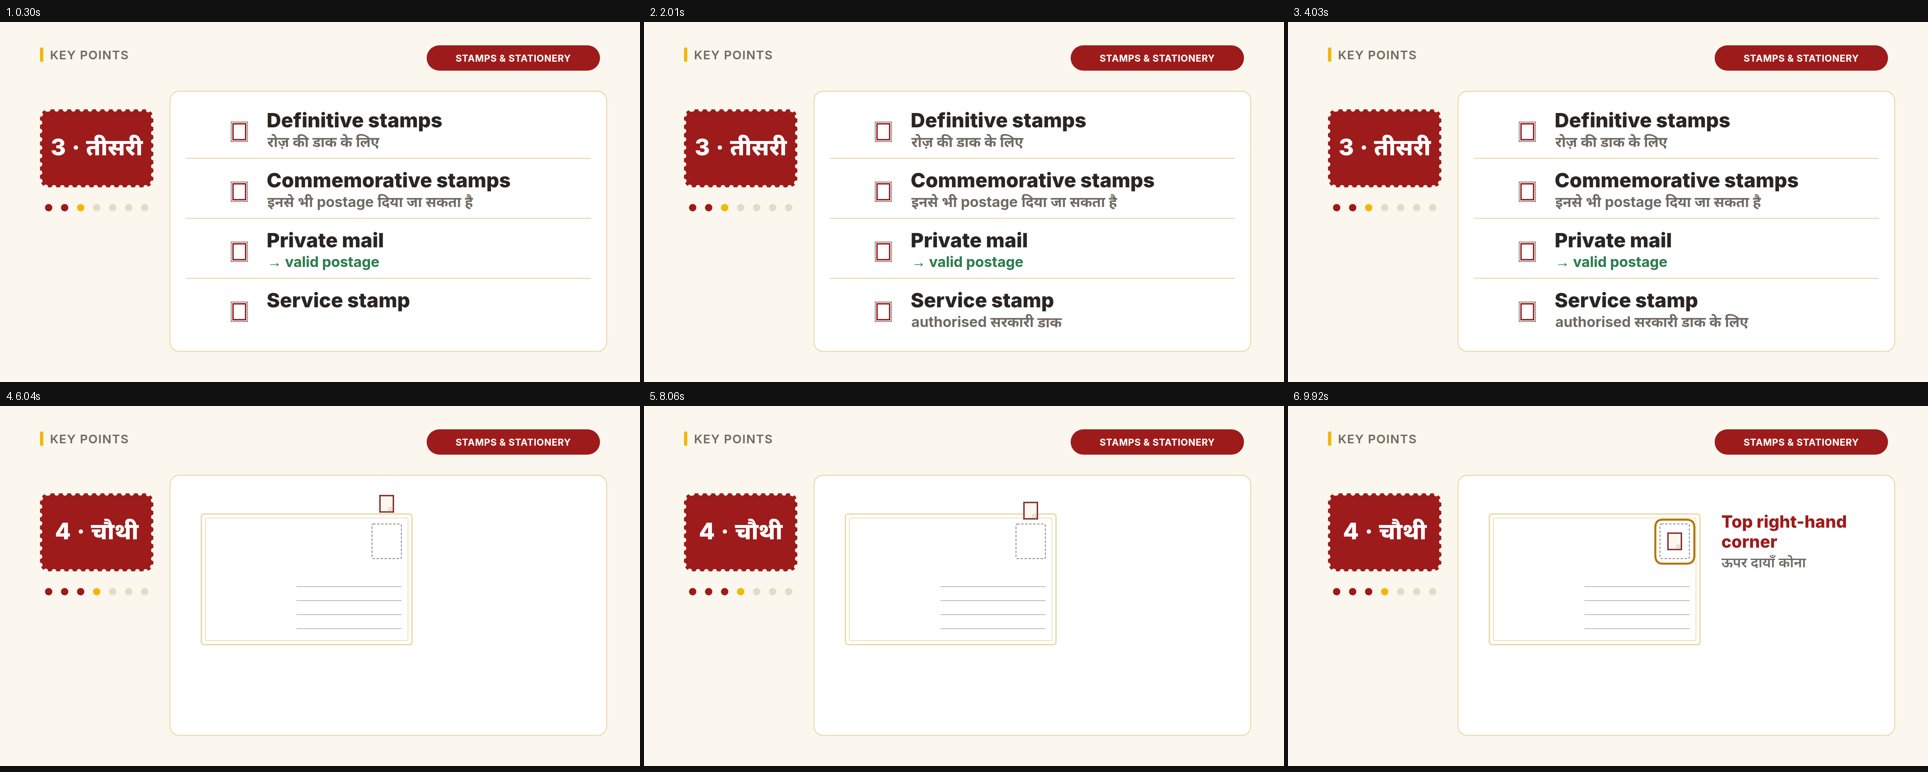 1. 0.30s
KEY POINTS
STAMPS & STATIONERY
3 · तीसरी
Definitive stamps
रोज़ की डाक के लिए
Commemorative stamps
इनसे भी postage दिया जा सकता है
Private mail
→ valid postage
Service stamp
2. 2.01s
KEY POINTS
STAMPS & STATIONERY
3 · तीसरी
Definitive stamps
रोज़ की डाक के लिए
Commemorative stamps
इनसे भी postage दिया जा सकता है
Private mail
→ valid postage
Service stamp
authorised सरकारी डाक
3. 4.03s
KEY POINTS
STAMPS & STATIONERY
3 · तीसरी
Definitive stamps
रोज़ की डाक के लिए
Commemorative stamps
इनसे भी postage दिया जा सकता है
Private mail
→ valid postage
Service stamp
authorised सरकारी डाक के लिए
4. 6.04s
KEY POINTS
STAMPS & STATIONERY
4 · चौथी
5. 8.06s
KEY POINTS
STAMPS & STATIONERY
4 · चौथी
6. 9.92s
KEY POINTS
STAMPS & STATIONERY
4 · चौथी
Top right-hand
corner
ऊपर दायाँ कोना